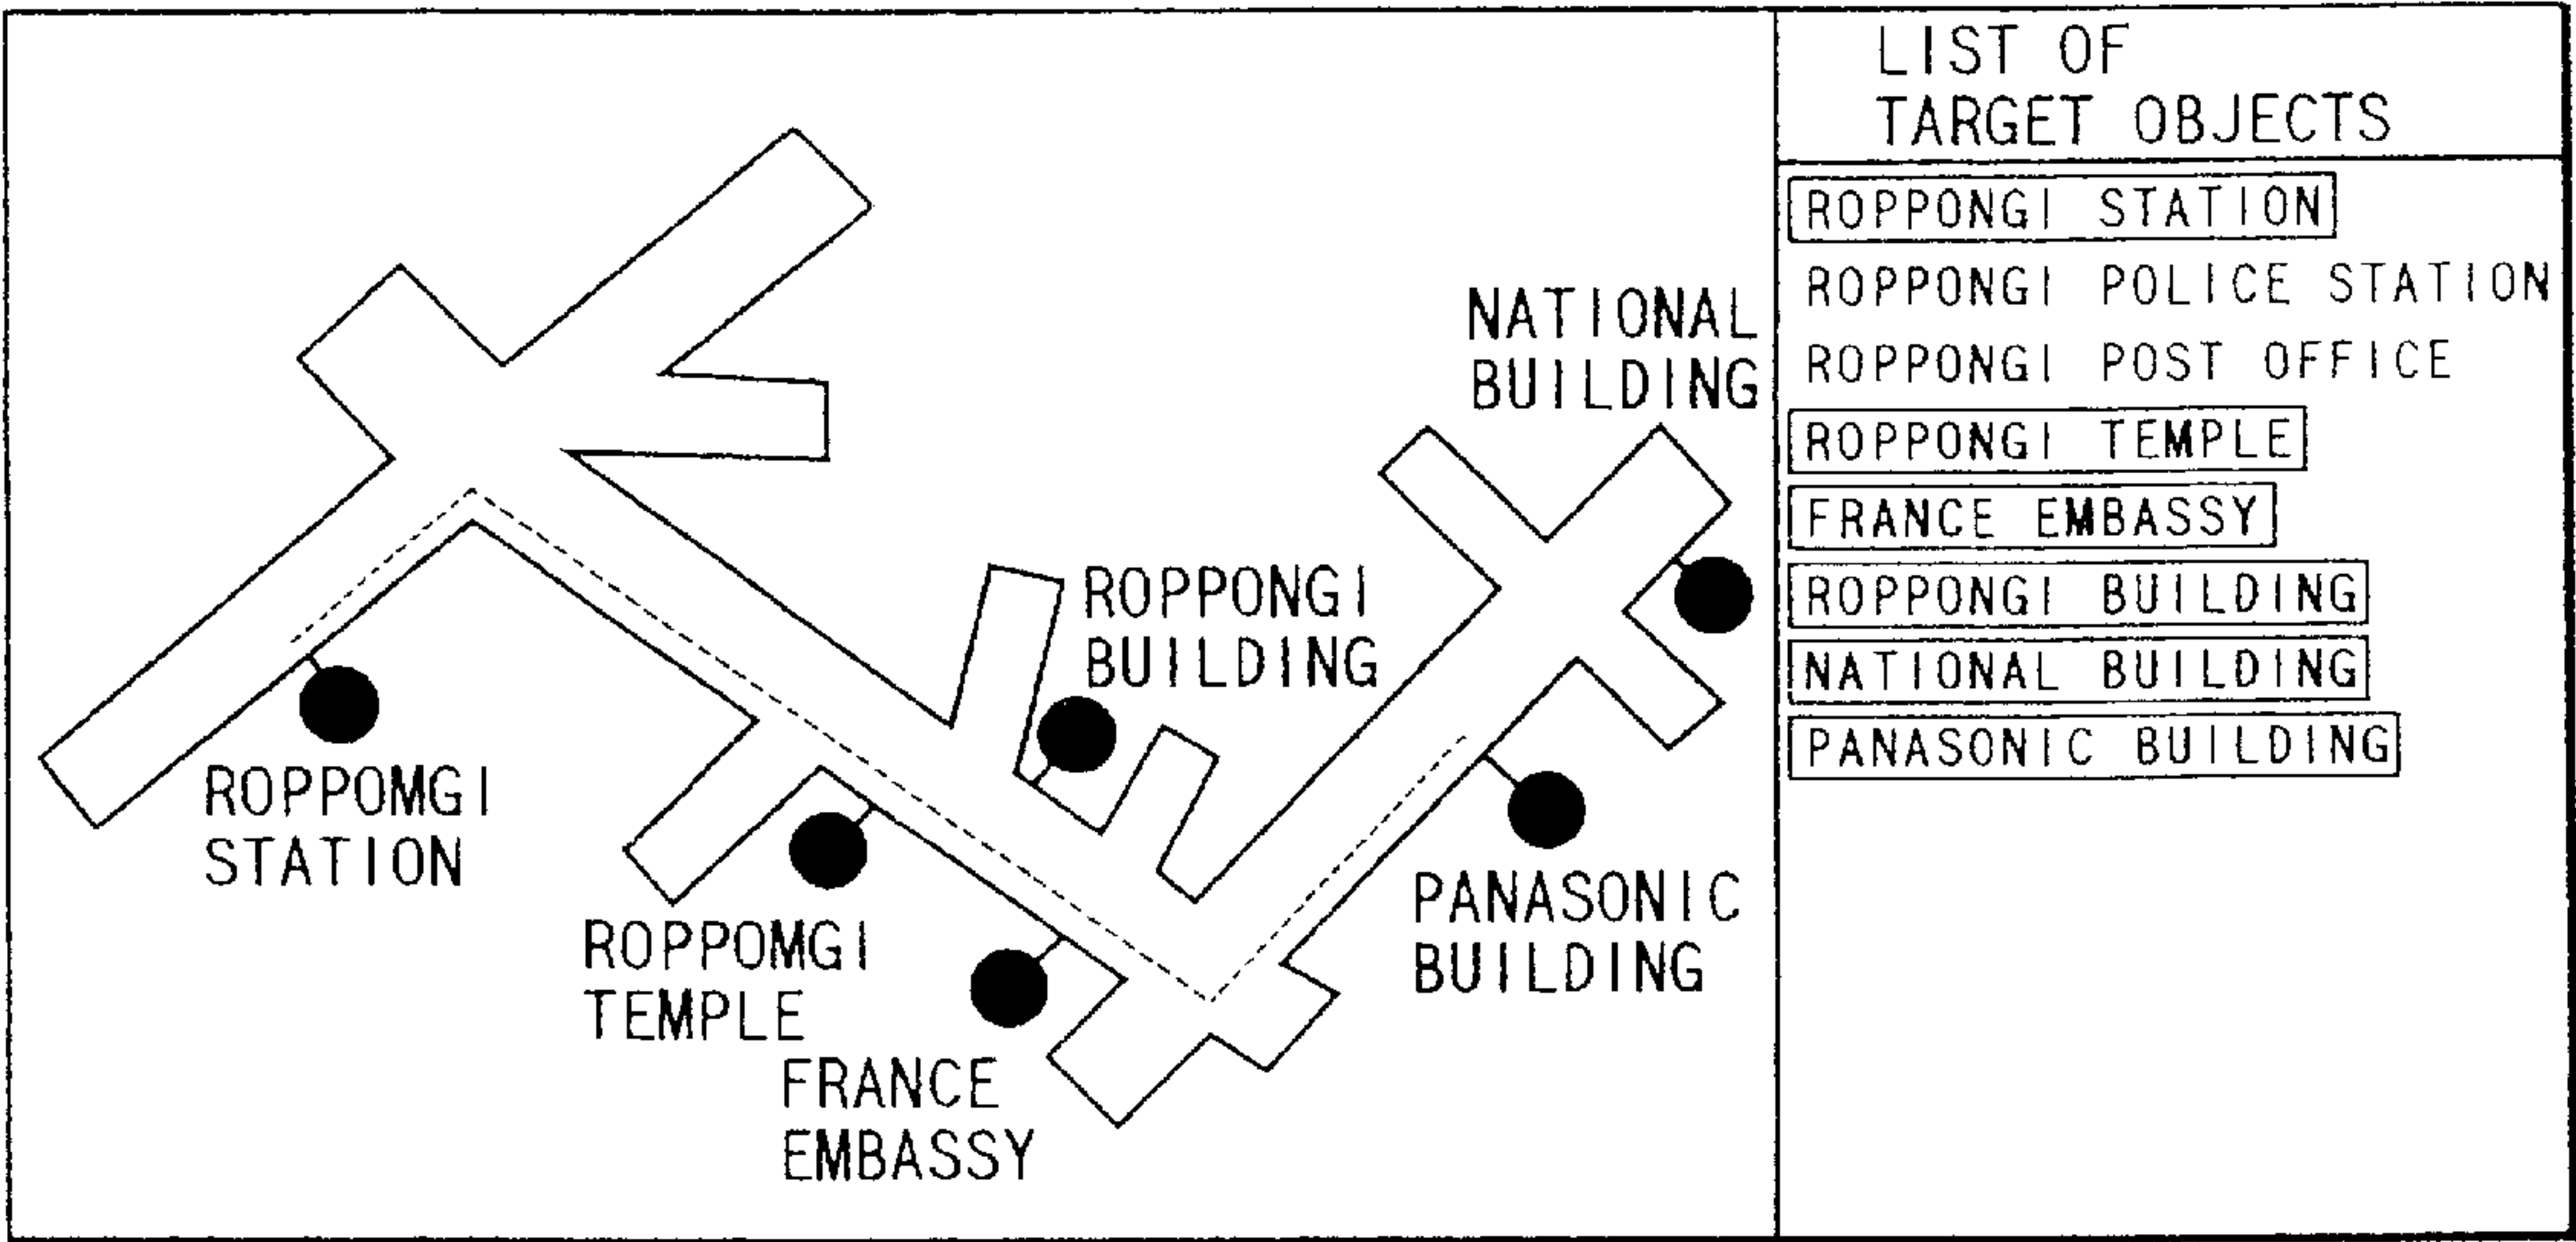 NATIONAL
BUILDING
ROPPONGI
BUILDING
ROPPOMGI
STATION
PANASONIC
BUILDING
ROPPOMGI
TEMPLE
FRANCE
EMBASSY
LIST OF
TARGET OBJECTS
ROPPONGI STATION
ROPPONGI POLICE STATION
ROPPONGI POST OFFICE
ROPPONGI TEMPLE
FRANCE EMBASSY
ROPPONGI BUILDING
NATIONAL BUILDING
PANASONIC BUILDING